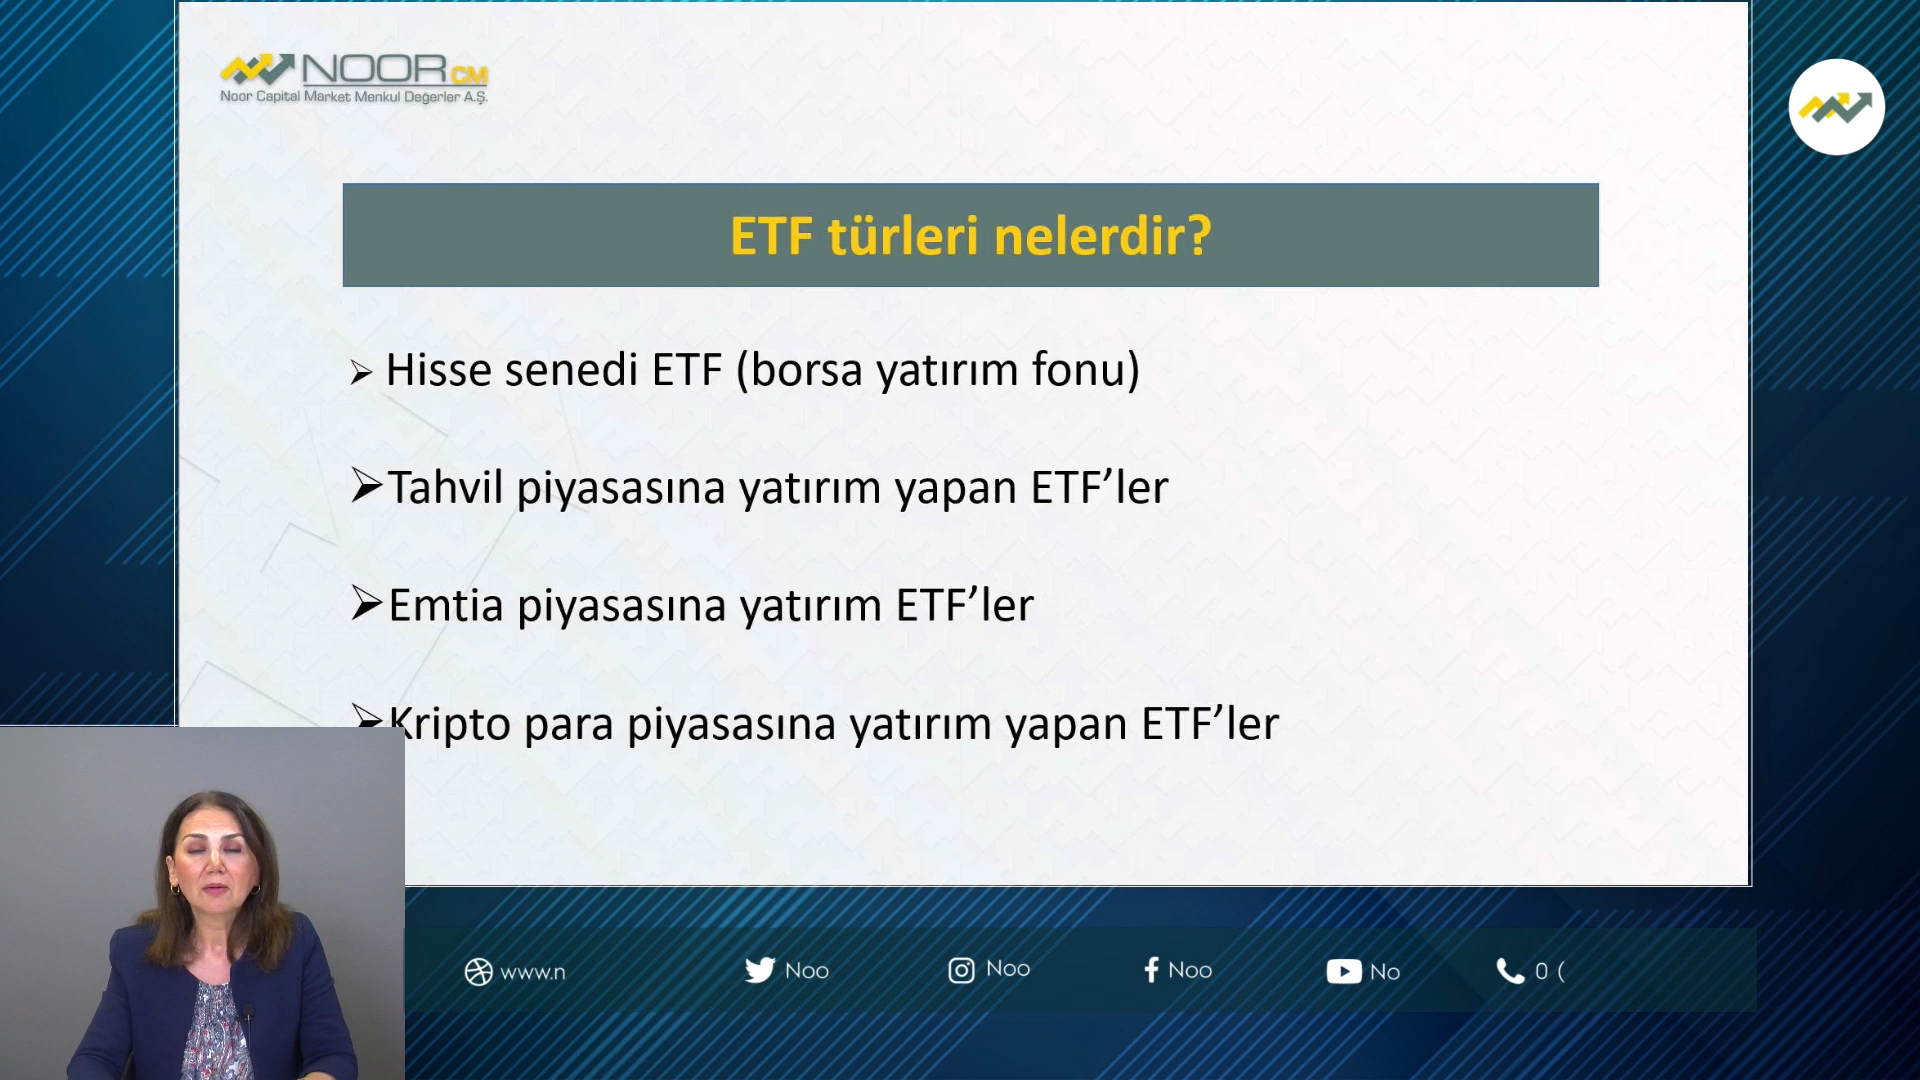 NOOR CM
Noor Capital Market Menkul Değerler A.Ş.
ETF türleri nelerdir?
Hisse senedi ETF (borsa yatırım fonu)
Tahvil piyasasına yatırım yapan ETF’ler
Emtia piyasasına yatırım ETF’ler
Kripto para piyasasına yatırım yapan ETF’ler
www.n Noo Noo Noo No 0 (